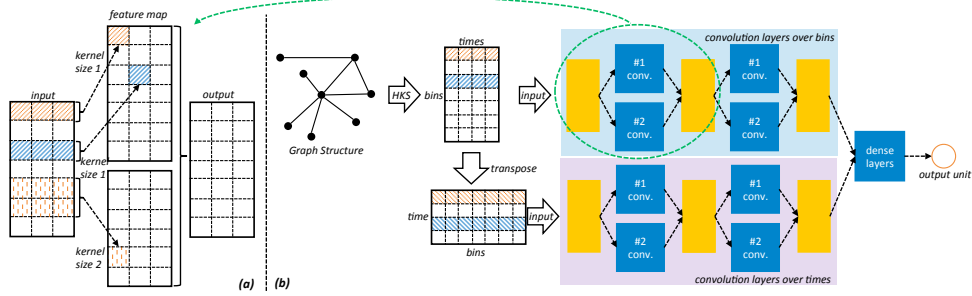 feature map
kernel
size 1
input
kernel
size 1
kernel
size 2
output
(a)
(b)
Graph Structure
HKS
times
bins
input
transpose
time
bins
input
convolution layers over bins
#1
conv.
#2
conv.
#1
conv.
#2
conv.
#1
conv.
#2
conv.
#1
conv.
#2
conv.
convolution layers over times
dense
layers
output unit